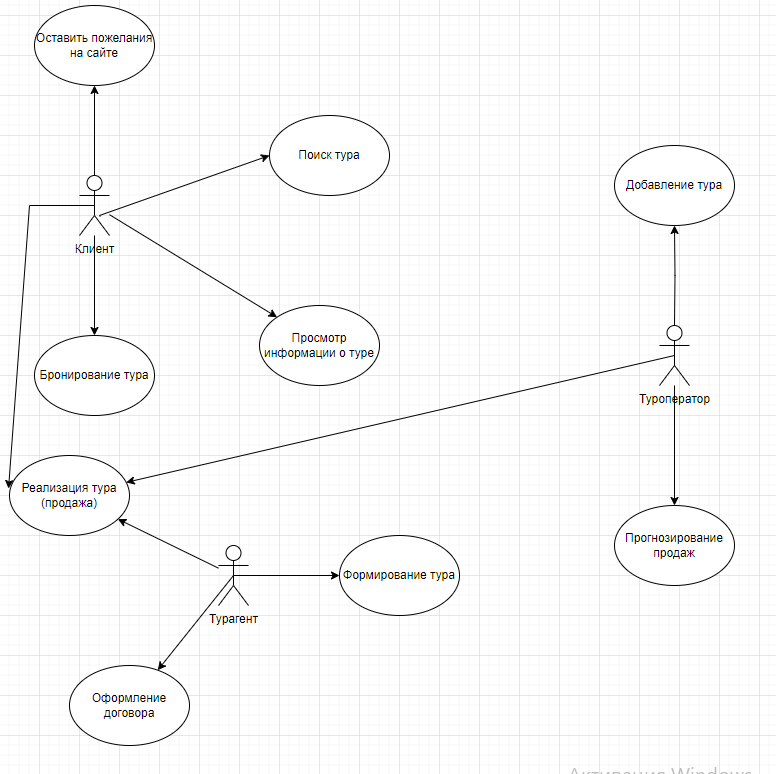 Оставить пожелания
на сайте
Поиск тура
Добавление тура
Клиент
Просмотр
информации о туре
Бронирование тура
Туроператор
Реализация тура
(продажа)
Прогнозирование
продаж
Формирование тура
Турагент
Оформление
договора
Активация Windows